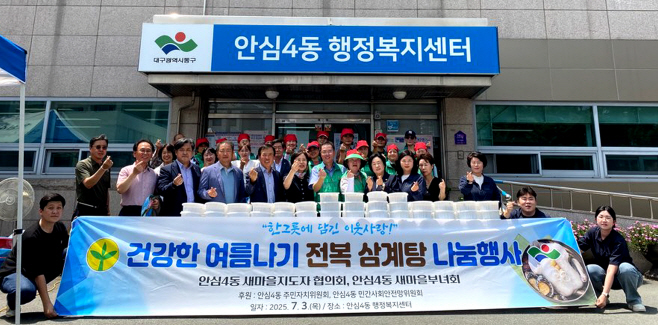 대구광역시동구
안심4동 행정복지센터
"한그릇에 담긴 이웃사랑!"
건강한 여름나기 전복 삼계탕 나눔행사
안심4동 새마을지도자 협의회, 안심4동 새마을부녀회
후원 : 안심4동 주민자치위원회, 안심4동 민간사회안전망위원회
2025. 7. 3.(목) / 장소 : 안심4동 행정복지센터